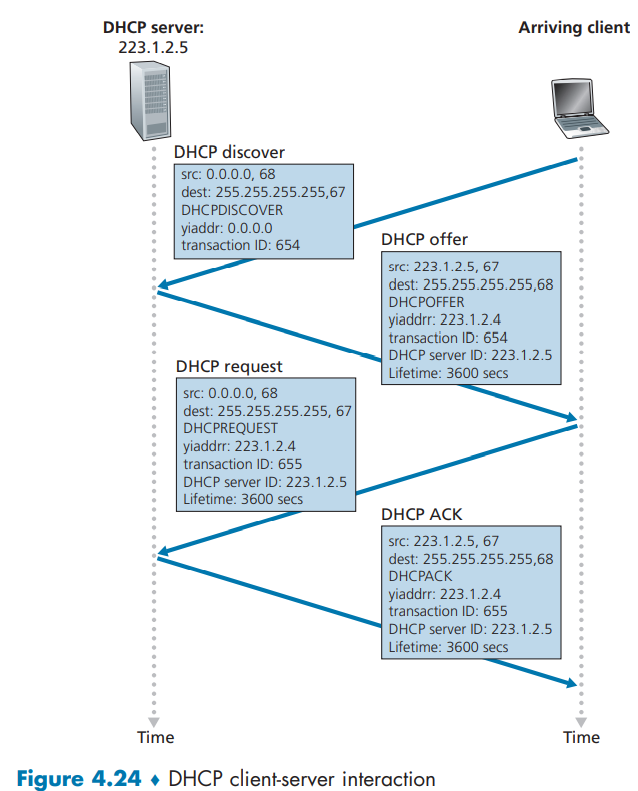 DHCP server:
223.1.2.5
Arriving client
DHCP discover
src: 0.0.0.0, 68
dest: 255.255.255.255,67
DHCPDISCOVER
yiaddr: 0.0.0.0
transaction ID: 654
DHCP offer
src: 223.1.2.5, 67
dest: 255.255.255.255,68
DHCPOFFER
yiaddrr: 223.1.2.4
transaction ID: 654
DHCP server ID: 223.1.2.5
Lifetime: 3600 secs
DHCP request
src: 0.0.0.0, 68
dest: 255.255.255.255, 67
DHCPREQUEST
yiaddrr: 223.1.2.4
transaction ID: 655
DHCP server ID: 223.1.2.5
Lifetime: 3600 secs
DHCP ACK
src: 223.1.2.5, 67
dest: 255.255.255.255,68
DHCPACK
yiaddrr: 223.1.2.4
transaction ID: 655
DHCP server ID: 223.1.2.5
Lifetime: 3600 secs
Time
Time
Figure 4.24 ♦ DHCP client-server interaction